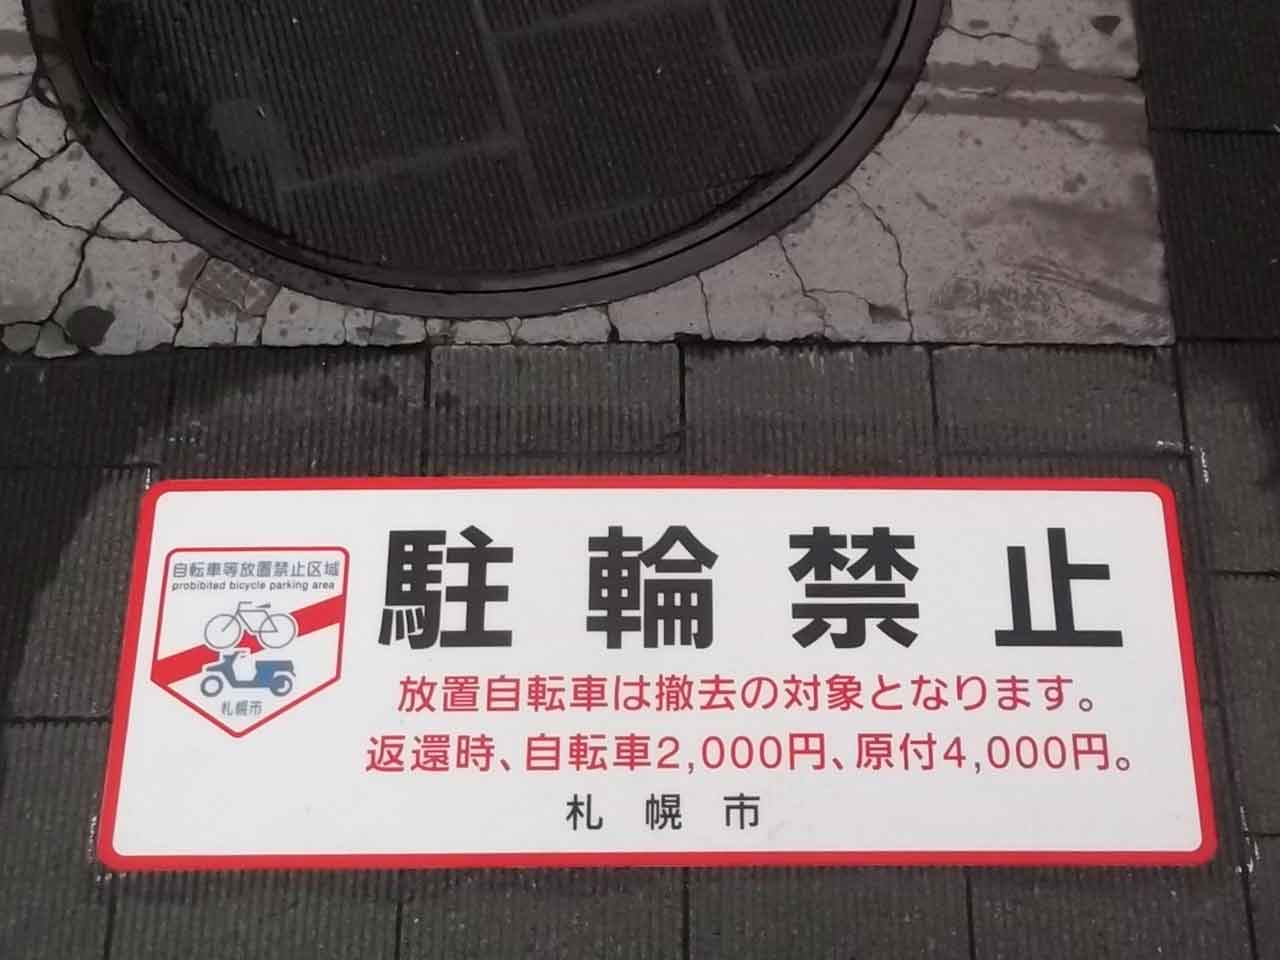 自転車等放置禁止区域
probibited bicycle parking area
札幌市
駐輪禁止
放置自転車は撤去の対象となります。
返還時、自転車2,000円、原付4,000円。
札幌市